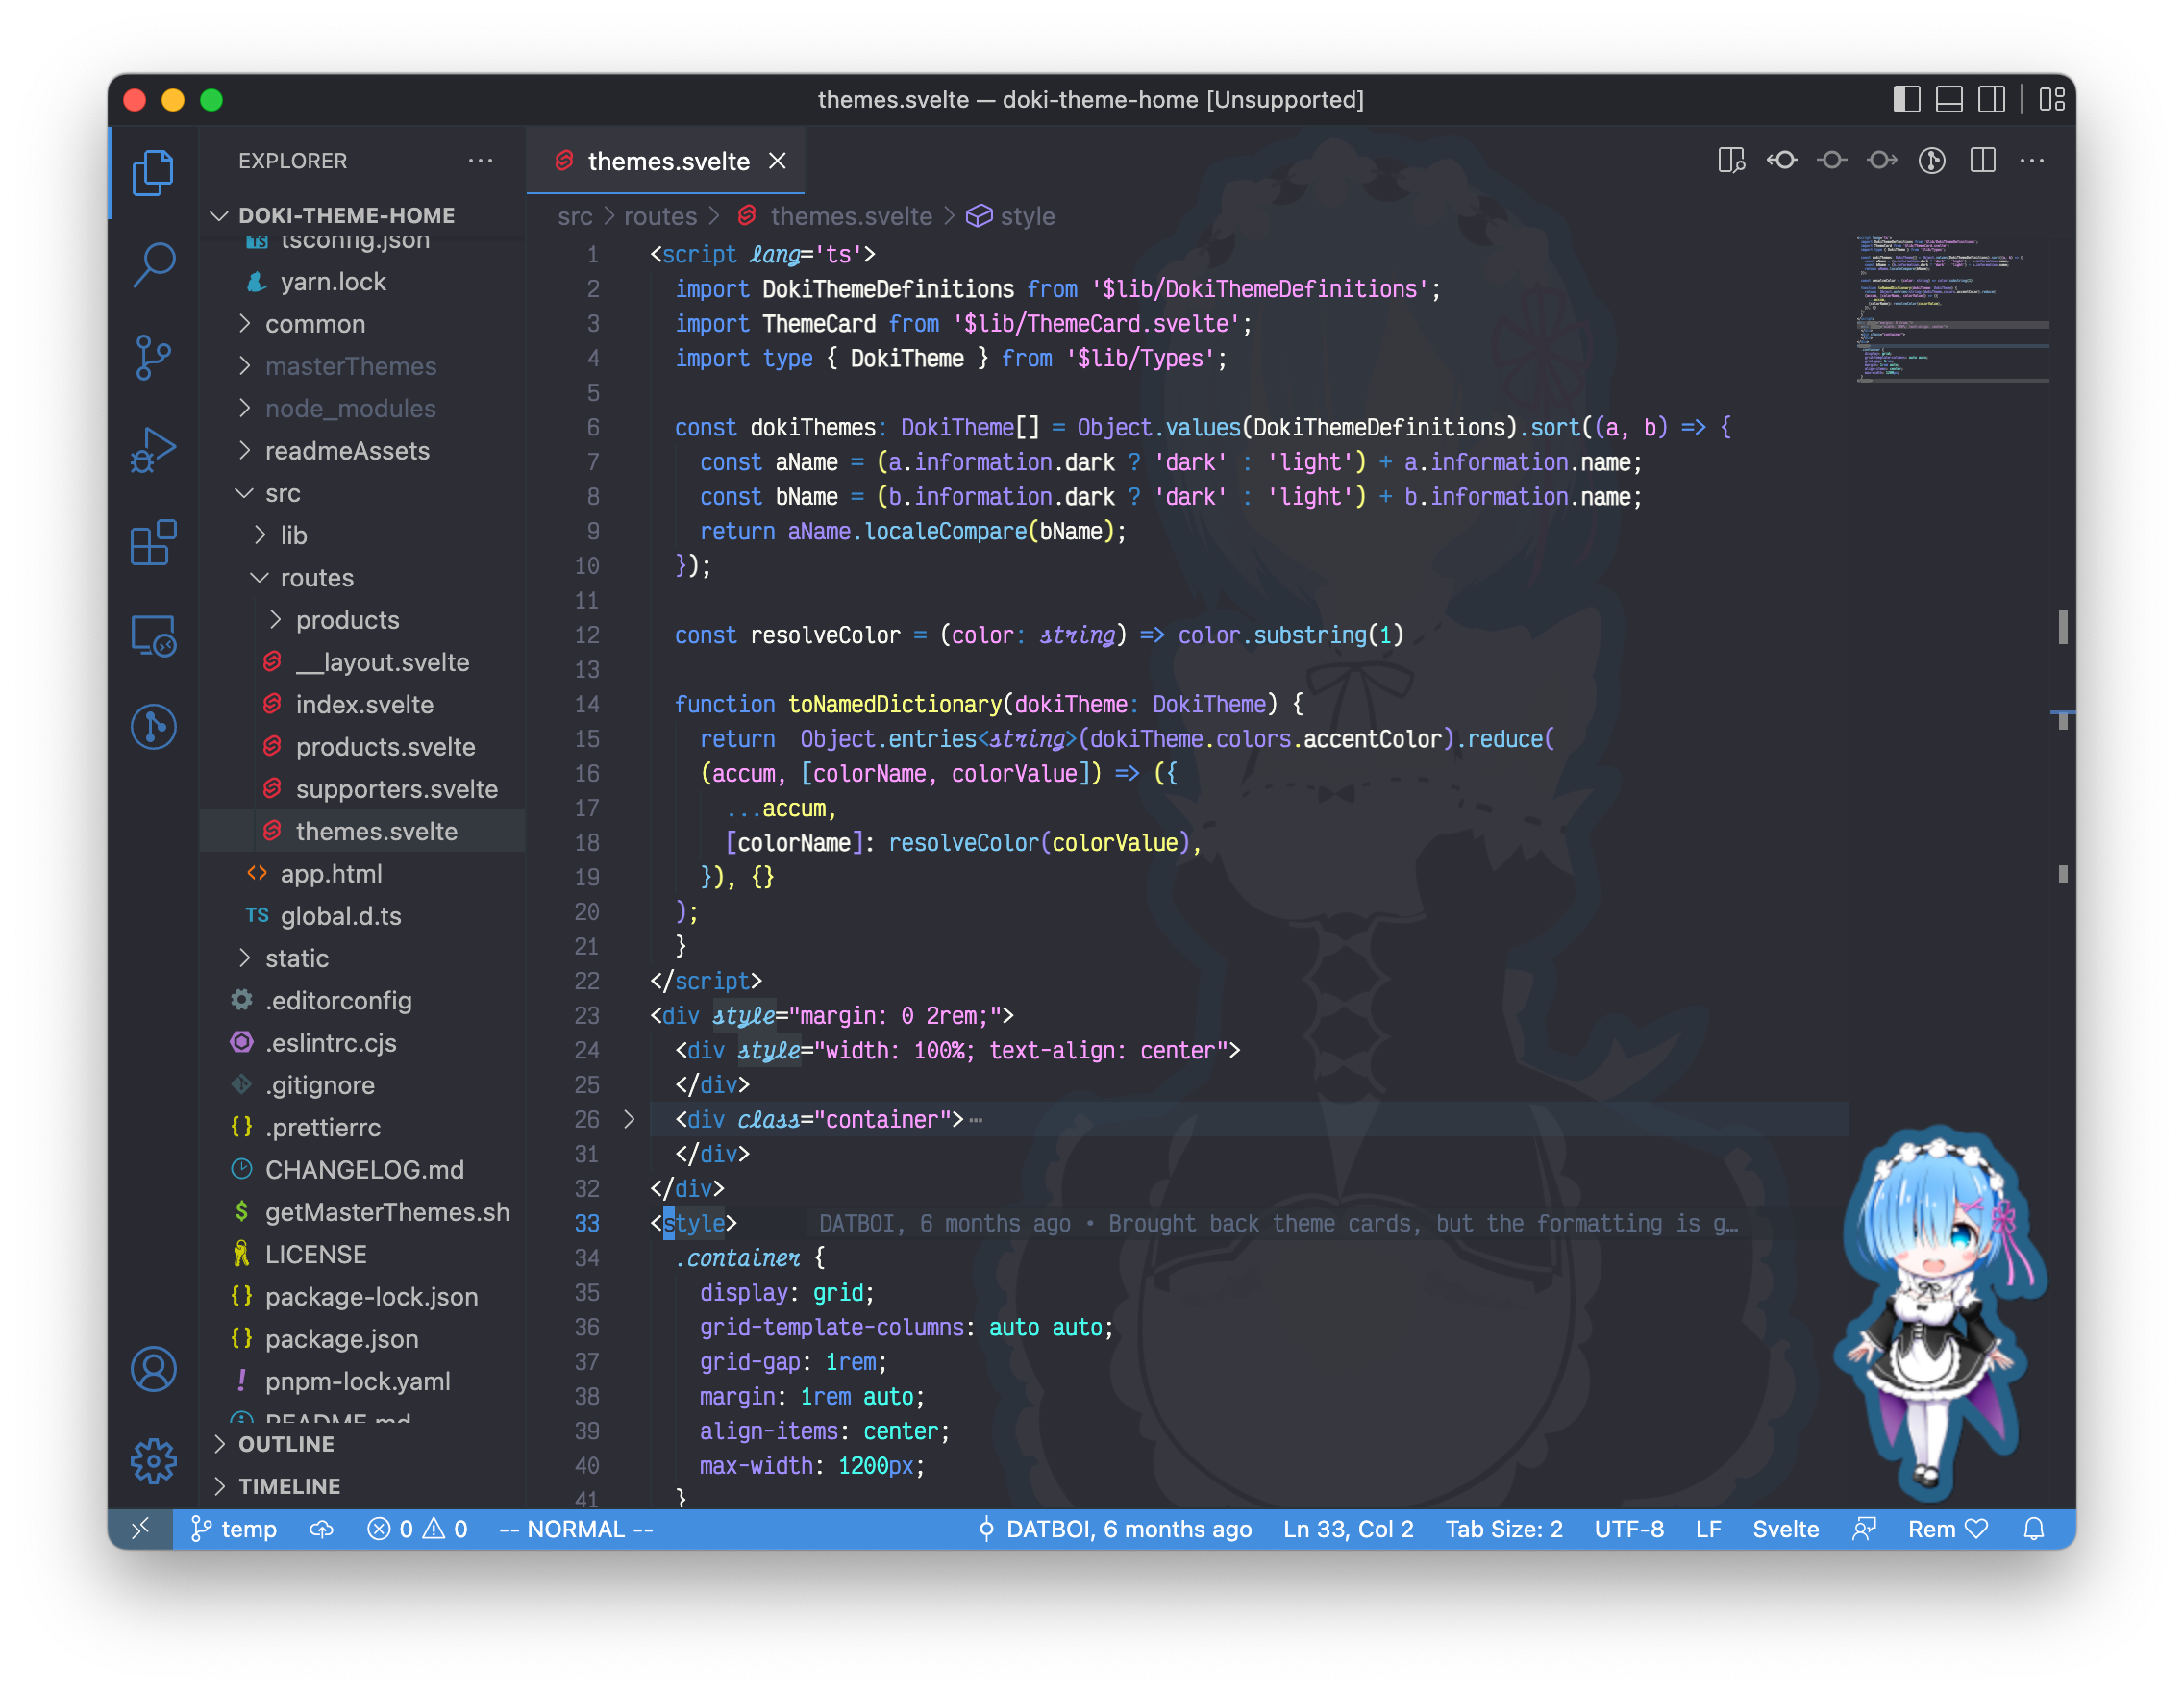 themes.svelte — doki-theme-home [Unsupported]
EXPLORER
DOKI-THEME-HOME
tsconfig.json
yarn.lock
common
masterThemes
node_modules
readmeAssets
src
lib
routes
products
__layout.svelte
index.svelte
products.svelte
supporters.svelte
themes.svelte
app.html
TS global.d.ts
static
.editorconfig
.eslintrc.cjs
.gitignore
{} .prettierrc
CHANGELOG.md
$ getMasterThemes.sh
LICENSE
{} package-lock.json
{} package.json
! pnpm-lock.yaml
README.md
OUTLINE
TIMELINE
themes.svelte
src > routes > themes.svelte > style
1 <script lang='ts'>
2 import DokiThemeDefinitions from '$lib/DokiThemeDefinitions';
3 import ThemeCard from '$lib/ThemeCard.svelte';
4 import type { DokiTheme } from '$lib/Types';
5
6 const dokiThemes: DokiTheme[] = Object.values(DokiThemeDefinitions).sort((a, b) => {
7 const aName = (a.information.dark ? 'dark' : 'light') + a.information.name;
8 const bName = (b.information.dark ? 'dark' : 'light') + b.information.name;
9 return aName.localeCompare(bName);
10 });
11
12 const resolveColor = (color: string) => color.substring(1)
13
14 function toNamedDictionary(dokiTheme: DokiTheme) {
15 return  Object.entries<string>(dokiTheme.colors.accentColor).reduce(
16 (accum, [colorName, colorValue]) => ({
17 ...accum,
18 [colorName]: resolveColor(colorValue),
19 }), {}
20 );
21 }
22 </script>
23 <div style="margin: 0 2rem;">
24 <div style="width: 100%; text-align: center">
25 </div>
26 <div class="container">⋯
31 </div>
32 </div>
33 <style> DATBOI, 6 months ago • Brought back theme cards, but the formatting is g…
34 .container {
35 display: grid;
36 grid-template-columns: auto auto;
37 grid-gap: 1rem;
38 margin: 1rem auto;
39 align-items: center;
40 max-width: 1200px;
41 }
temp 0 0 -- NORMAL -- DATBOI, 6 months ago Ln 33, Col 2 Tab Size: 2 UTF-8 LF Svelte Rem ♡